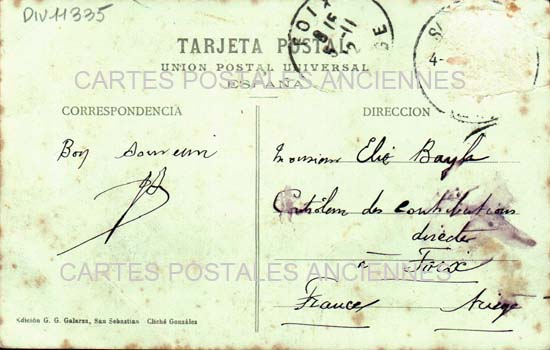 DIV11335
TARJETA POSTAL
UNION POSTAL UNIVERSAL
CARTES POSTALES ANCIENNES
ESPAÑA
CORRESPONDENCIA
DIRECCION
Bon souvenir
Monsieur Elie Bayle
Contrôleur des contributions
directes
à Foix
France Ariège
CARTES POSTALES ANCIENNES
Edición G. G. Galarza, San Sebastian Cliché González
FOIX